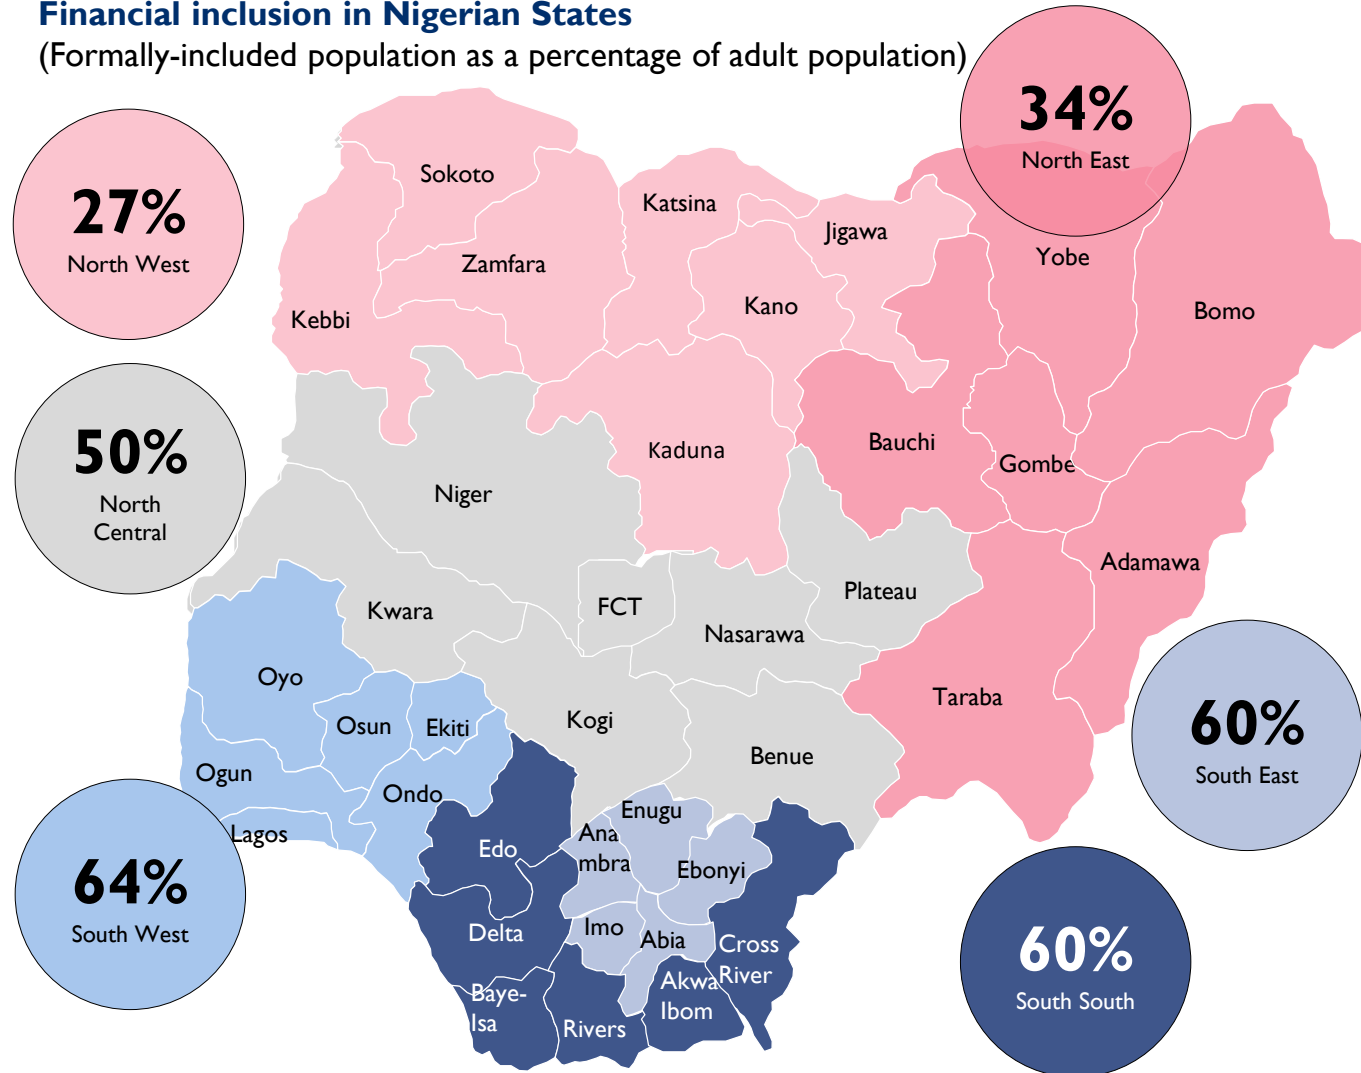 Financial inclusion in Nigerian States
(Formally-included population as a percentage of adult population)
34%
North East
27%
North West
Sokoto
Katsina
Jigawa
Zamfara
Yobe
Kano
Bomo
Kebbi
50%
North
Central
Bauchi
Kaduna
Gombe
Niger
Adamawa
Plateau
FCT
Kwara
Nasarawa
Oyo
Taraba
Kogi
Osun
Ekiti
60%
South East
Benue
Ogun
Ondo
Enugu
Lagos
Ana
mbra
Edo
Ebonyi
64%
South West
Imo
Delta
Abia
Cross
River
60%
South South
Akwa
Ibom
Baye-
Isa
Rivers